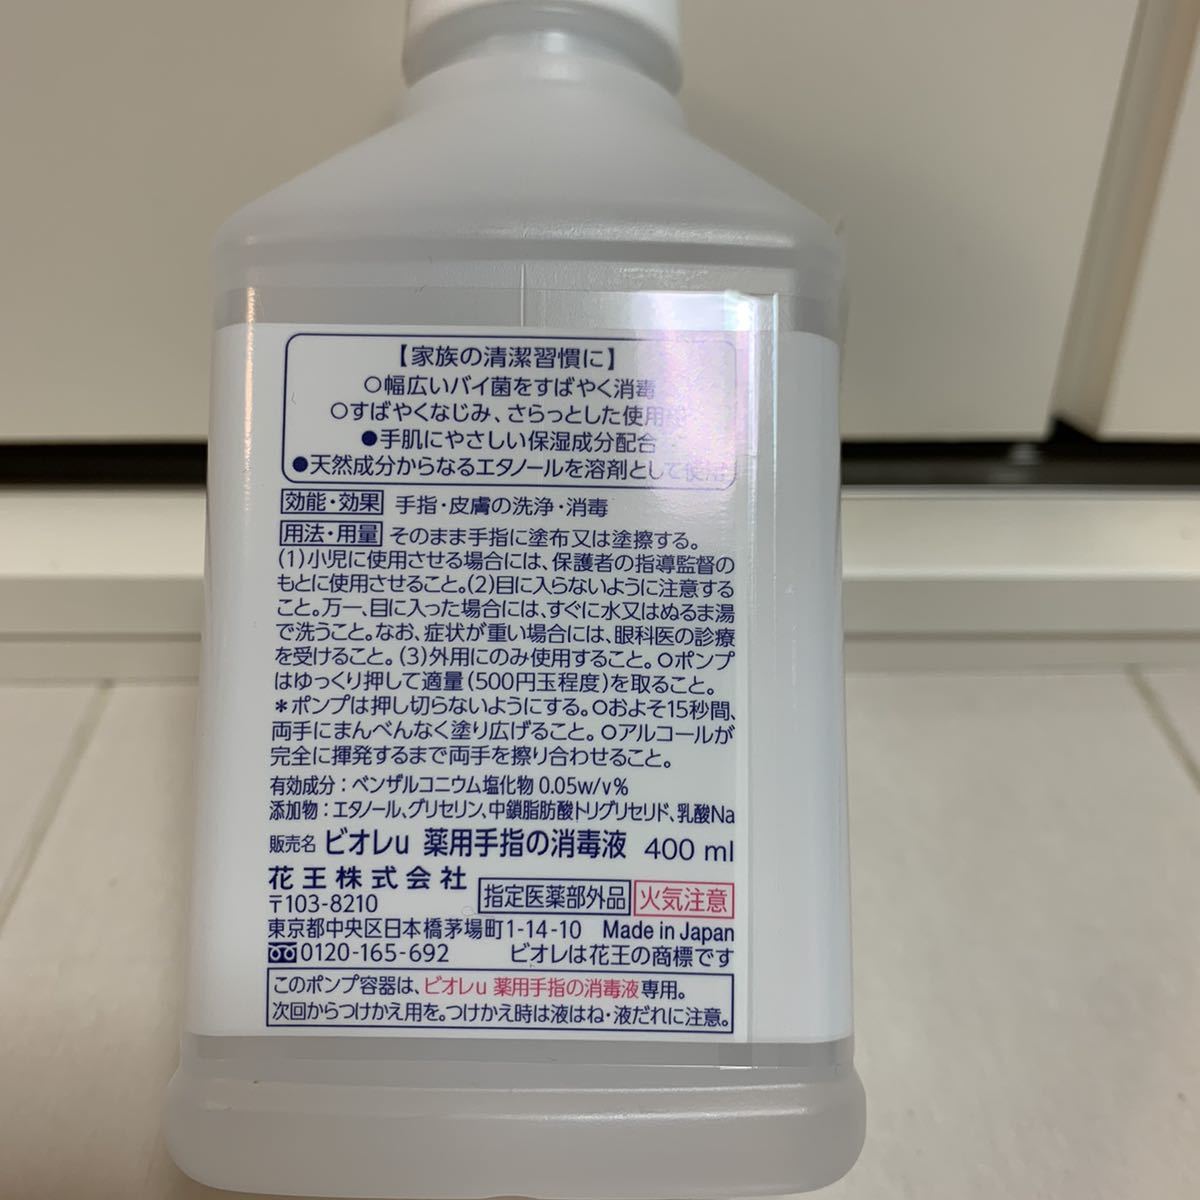 【家族の清潔習慣に】
○幅広いバイ菌をすばやく消毒
○すばやくなじみ、さらっとした使用感
●手肌にやさしい保湿成分配合
●天然成分からなるエタノールを溶剤として使用
効能・効果 手指・皮膚の洗浄・消毒
用法・用量 そのまま手指に塗布又は塗擦する。
(1)小児に使用させる場合には、保護者の指導監督の
もとに使用させること。(2)目に入らないように注意する
こと。万一、目に入った場合には、すぐに水又はぬるま湯
で洗うこと。なお、症状が重い場合には、眼科医の診療
を受けること。(3)外用にのみ使用すること。○ポンプ
はゆっくり押して適量(500円玉程度)を取ること。
＊ポンプは押し切らないようにする。○およそ15秒間、
両手にまんべんなく塗り広げること。○アルコールが
完全に揮発するまで両手を擦り合わせること。
有効成分：ベンザルコニウム塩化物 0.05w/v%
添加物：エタノール、グリセリン、中鎖脂肪酸トリグリセリド、乳酸Na
販売名 ビオレu 薬用手指の消毒液 400 ml
花王株式会社 指定医薬部外品 火気注意
〒103-8210
東京都中央区日本橋茅場町1-14-10 Made in Japan
0120-165-692 ビオレは花王の商標です
このポンプ容器は、ビオレu 薬用手指の消毒液専用。
次回からつけかえ用を。つけかえ時は液はね・液だれに注意。